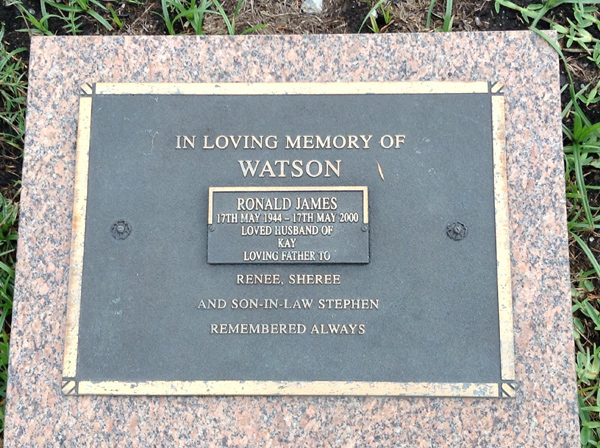 IN LOVING MEMORY OF
WATSON
RONALD JAMES
17TH MAY 1944 – 17TH MAY 2000
LOVED HUSBAND OF
KAY
LOVING FATHER TO
RENEE, SHEREE
AND SON-IN-LAW STEPHEN
REMEMBERED ALWAYS